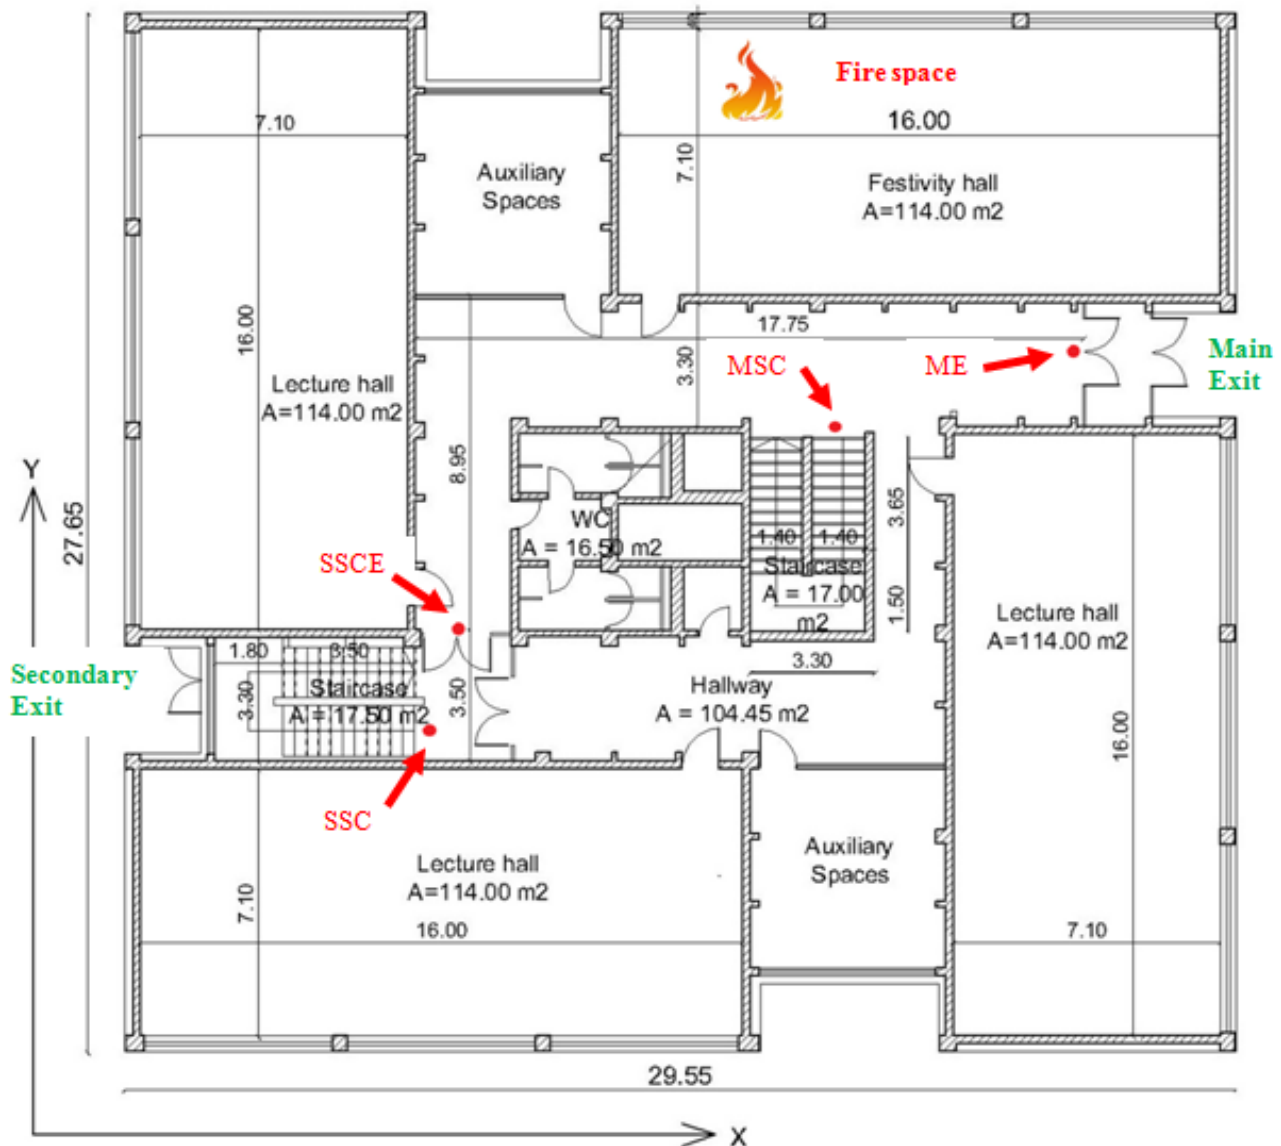 Fire space
16.00
7.10
7.10
Auxiliary
Spaces
Festivity hall
A=114.00 m2
16.00
17.75
3.30
MSC
ME
Main
Exit
Lecture hall
A=114.00 m2
Y
27.65
8.95
3.65
WC
A = 16.50 m2
1.40
1.40
Staircase
A = 17.00
m2
1.50
SSCE
Lecture hall
A=114.00 m2
Secondary
Exit
1.80
3.50
3.30
Staircase
A = 17.50 m2
3.50
3.30
Hallway
A = 104.45 m2
16.00
SSC
Lecture hall
A=114.00 m2
7.10
16.00
Auxiliary
Spaces
7.10
29.55
X